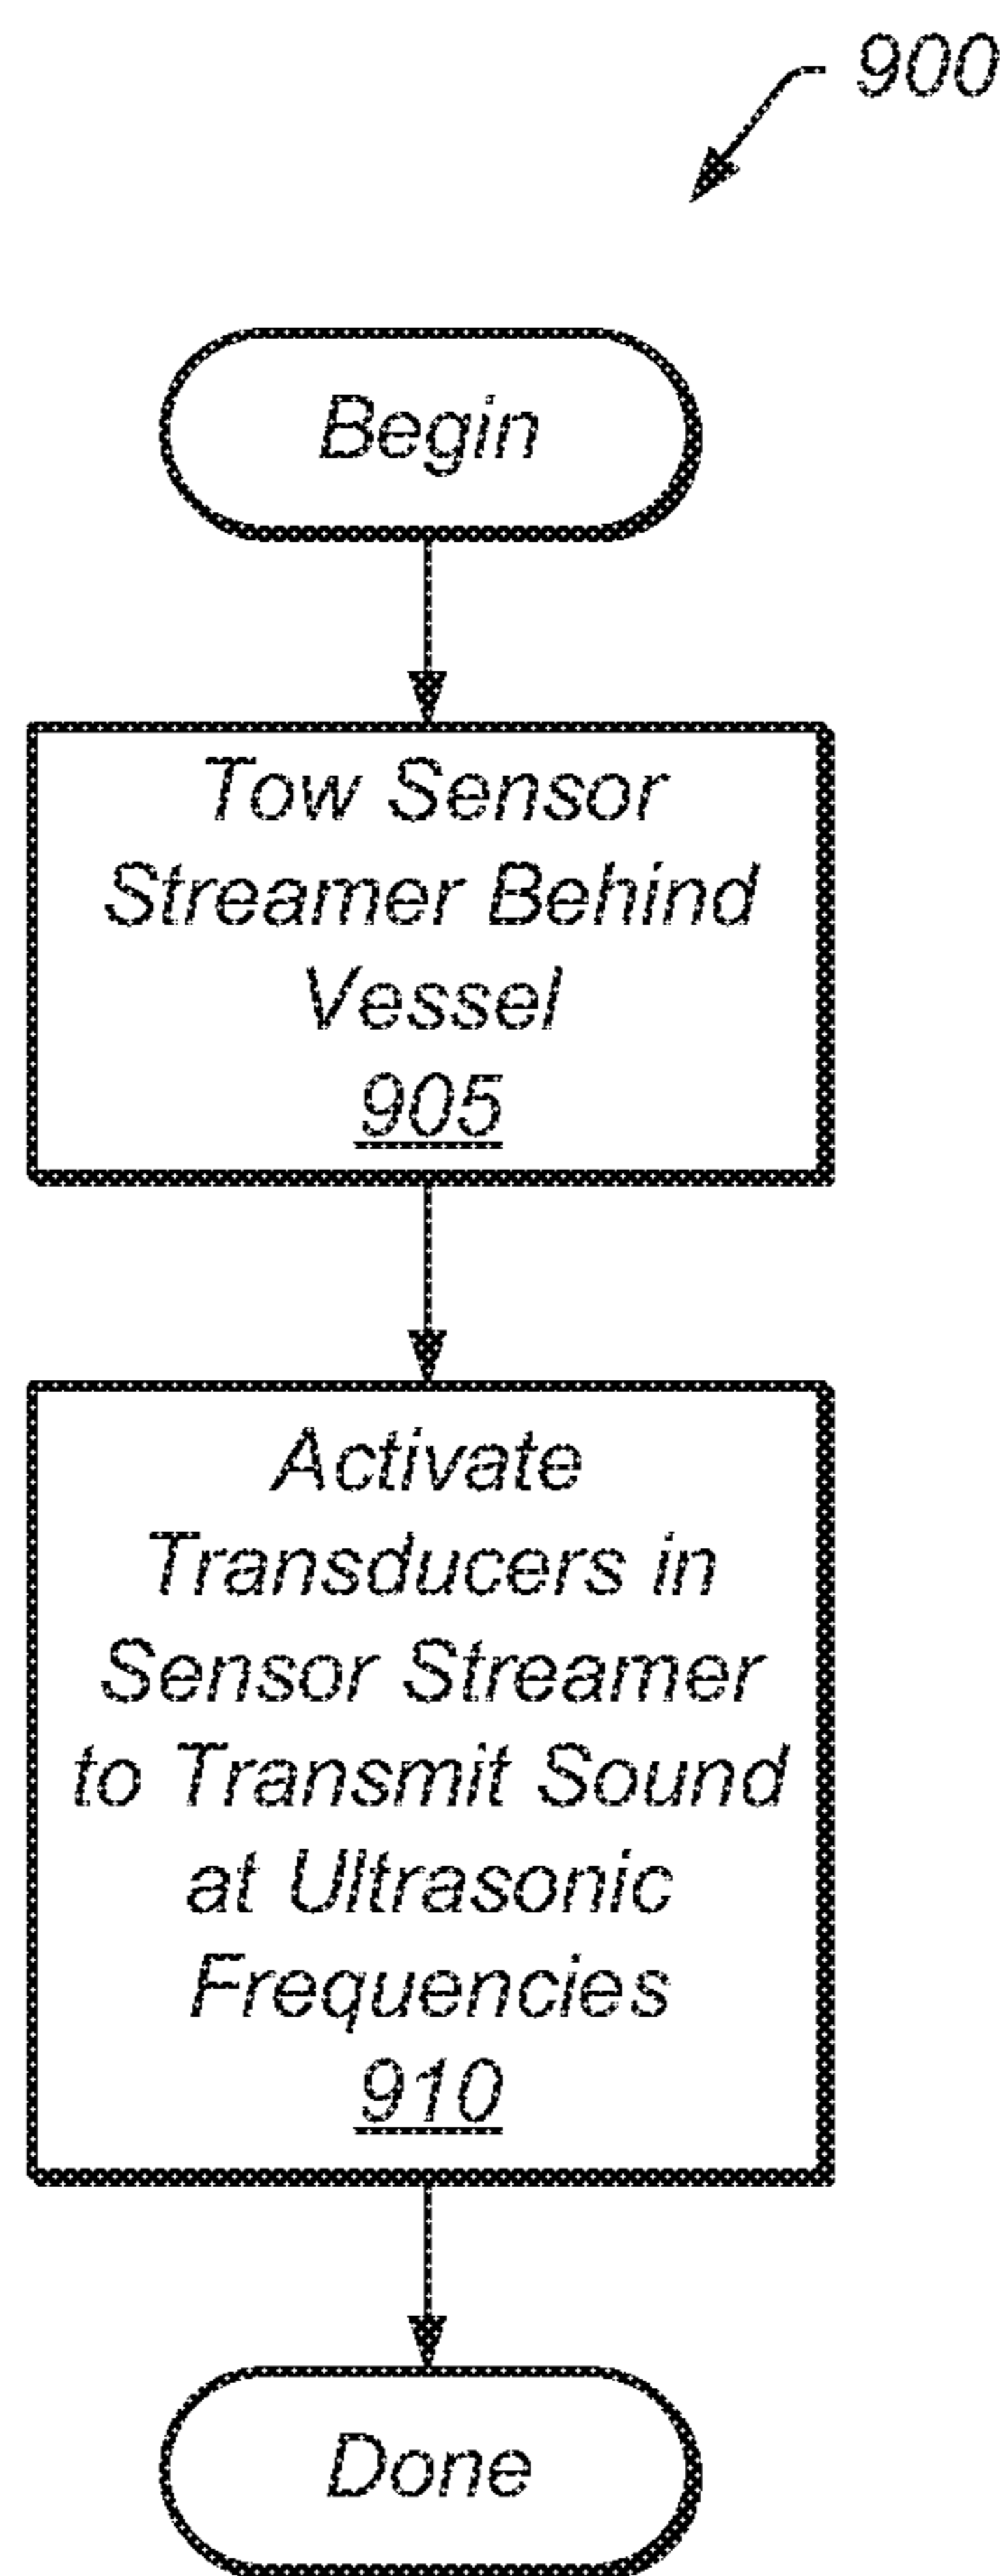 900
Begin
Tow Sensor
Streamer Behind
Vessel
905
Activate
Transducers in
Sensor Streamer
to Transmit Sound
at Ultrasonic
Frequencies
910
Done